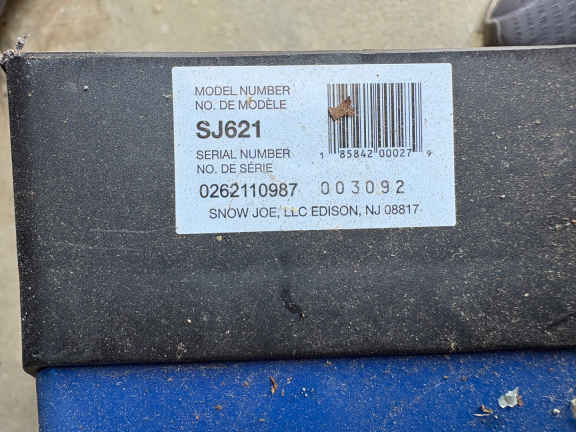 MODEL NUMBER
NO. DE MODÈLE
SJ621
SERIAL NUMBER
NO. DE SÉRIE
1 85842 00027 9
0262110987 003092
SNOW JOE, LLC EDISON, NJ 08817